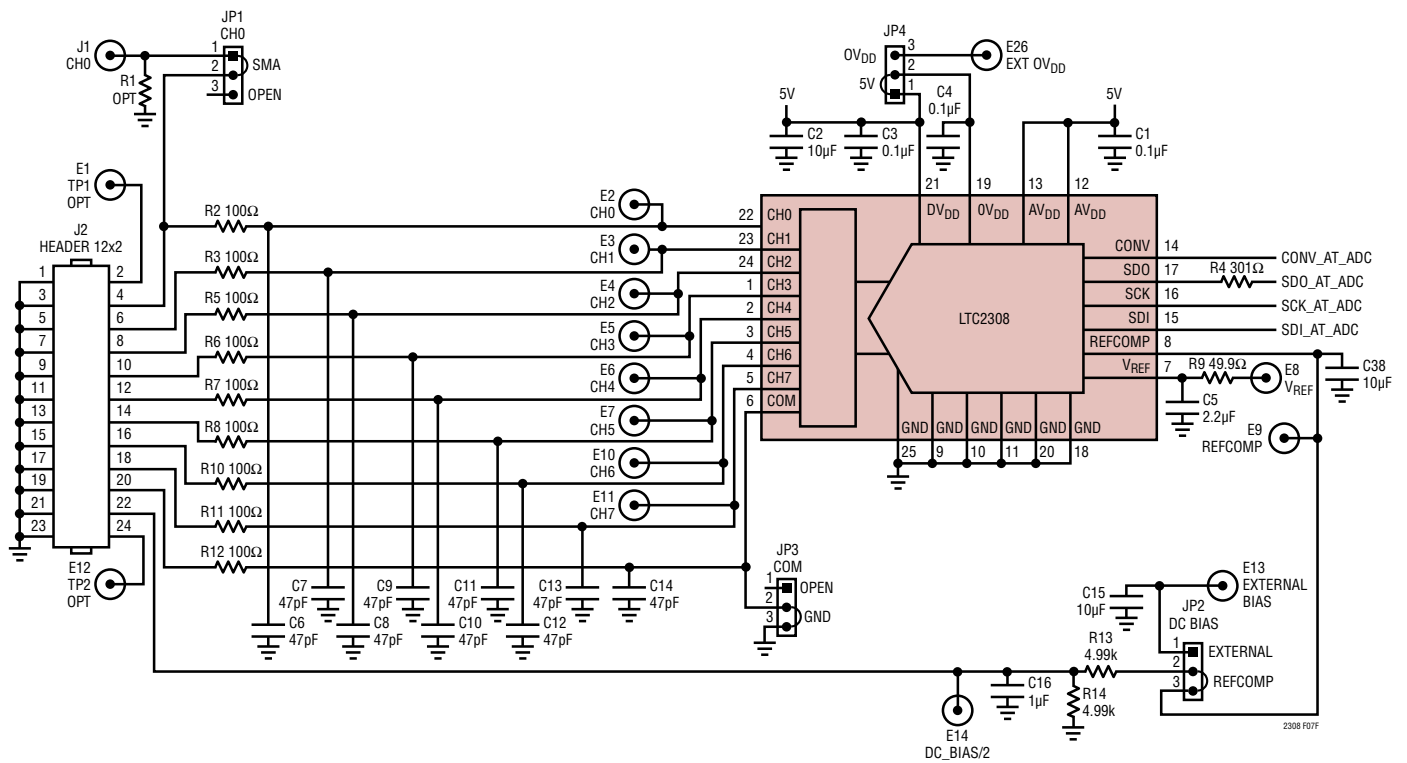 JP1
CH0
J1
CH0
1
2
3
SMA
OPEN
R1
OPT
E1
TP1
OPT
J2
HEADER 12x2
1
3
5
7
9
11
13
15
17
19
21
23
2
4
6
8
10
12
14
16
18
20
22
24
E12
TP2
OPT
R2 100Ω
R3 100Ω
R5 100Ω
R6 100Ω
R7 100Ω
R8 100Ω
R10 100Ω
R11 100Ω
R12 100Ω
C7
47pF
C9
47pF
C11
47pF
C13
47pF
C14
47pF
C6
47pF
C8
47pF
C10
47pF
C12
47pF
E2
CH0
E3
CH1
E4
CH2
E5
CH3
E6
CH4
E7
CH5
E10
CH6
E11
CH7
JP3
COM
1
2
3
OPEN
GND
JP4
OVDD
5V
3
2
1
E26
EXT OVDD
5V
C2
10µF
C3
0.1µF
C4
0.1µF
5V
C1
0.1µF
21
19
13
12
DVDD
OVDD
AVDD
AVDD
22
CH0
23
CH1
24
CH2
1
CH3
2
CH4
3
CH5
4
CH6
5
CH7
6
COM
LTC2308
CONV
14
CONV_AT_ADC
SDO
17
R4 301Ω
SDO_AT_ADC
SCK
16
SCK_AT_ADC
SDI
15
SDI_AT_ADC
REFCOMP
8
VREF
7
R9 49.9Ω
E8
VREF
C38
10µF
C5
2.2µF
E9
REFCOMP
GND
GND
GND
GND
GND
GND
25
9
10
11
20
18
E13
EXTERNAL
BIAS
C15
10µF
JP2
DC BIAS
1
2
3
EXTERNAL
REFCOMP
R13
4.99k
R14
4.99k
C16
1µF
E14
DC_BIAS/2
2308 F07F